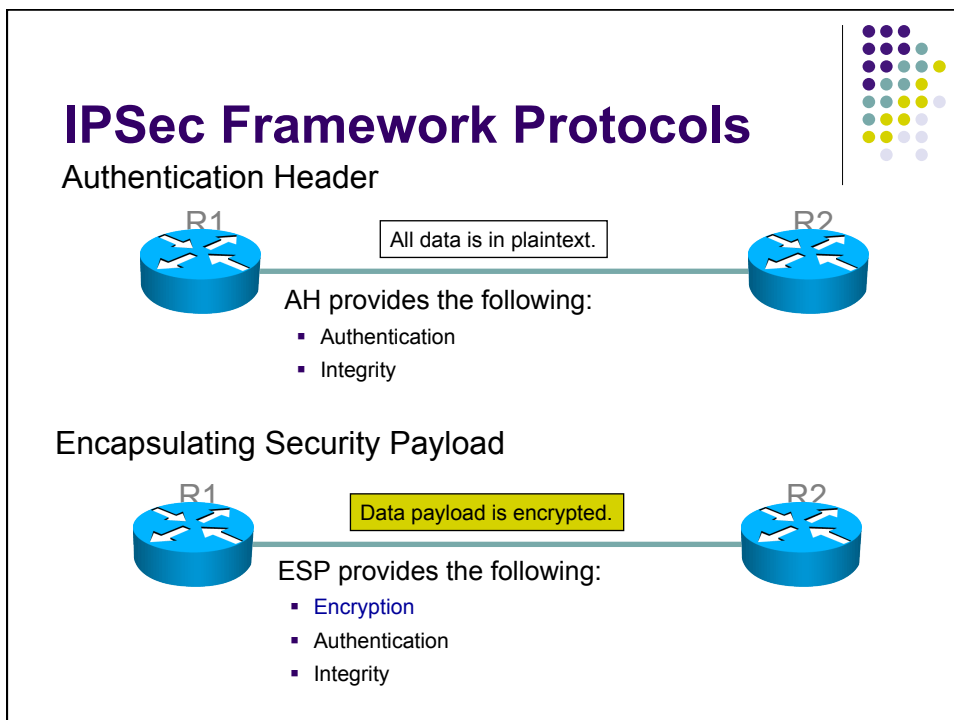 IPSec Framework Protocols
Authentication Header
R1
R2
All data is in plaintext.
AH provides the following:
▪ Authentication
▪ Integrity
Encapsulating Security Payload
R1
R2
Data payload is encrypted.
ESP provides the following:
▪ Encryption
▪ Authentication
▪ Integrity